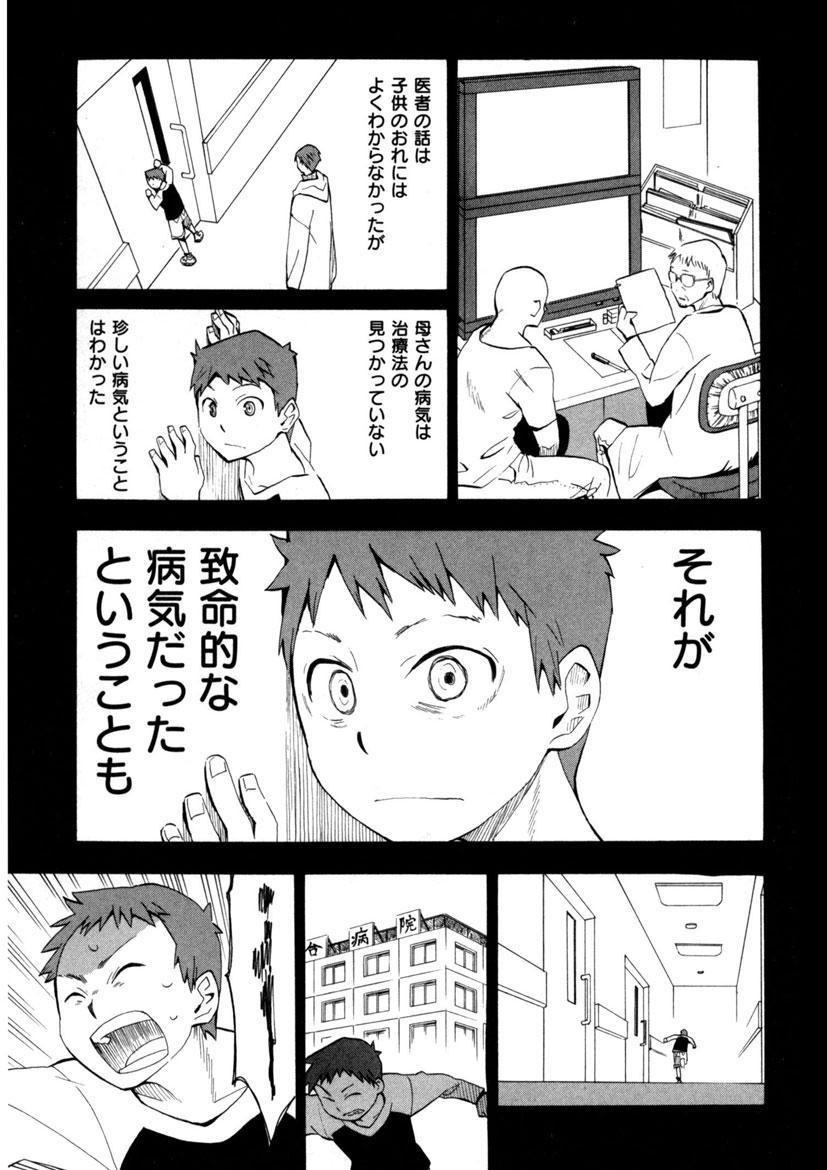 医者の話は
子供のおれには
よくわからなかったが
母さんの病気は
治療法の
見つかっていない
珍しい病気ということ
はわかった
それが
致命的な
病気だった
ということも
合病院